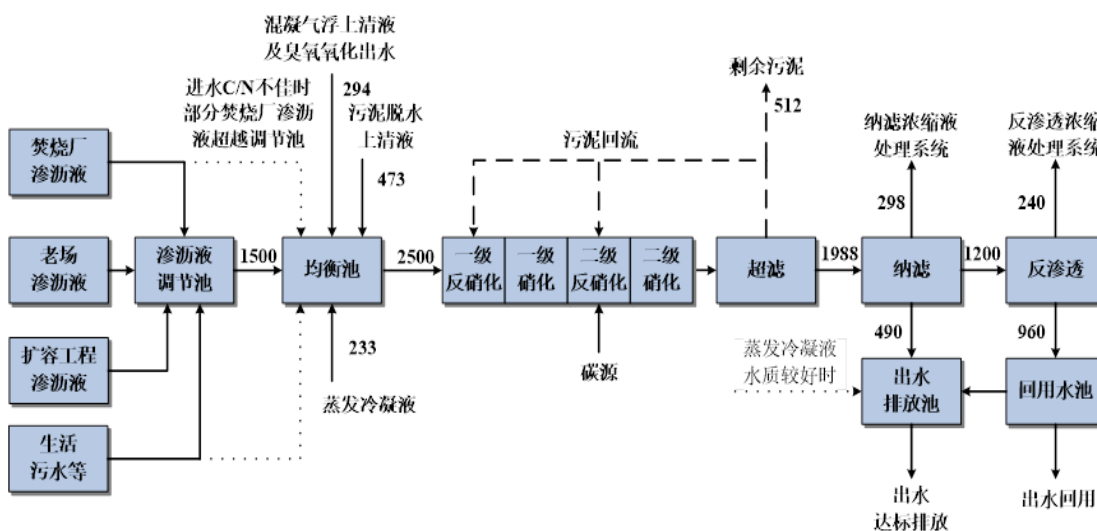 混凝气浮上清液
及臭氧氧化出水
294
进水C/N不佳时
部分焚烧厂渗沥
液超越调节池
污泥脱水
上清液
473
剩余污泥
512
污泥回流
纳滤浓缩液
处理系统
298
反渗透浓缩
液处理系统
240
焚烧厂
渗沥液
老场
渗沥液
渗沥液
调节池
1500
均衡池
2500
一级
反硝化
一级
硝化
二级
反硝化
二级
硝化
超滤
1988
纳滤
1200
反渗透
扩容工程
渗沥液
233
蒸发冷凝液
碳源
490
960
蒸发冷凝液
水质较好时
出水
排放池
回用水池
生活
污水等
出水
达标排放
出水回用